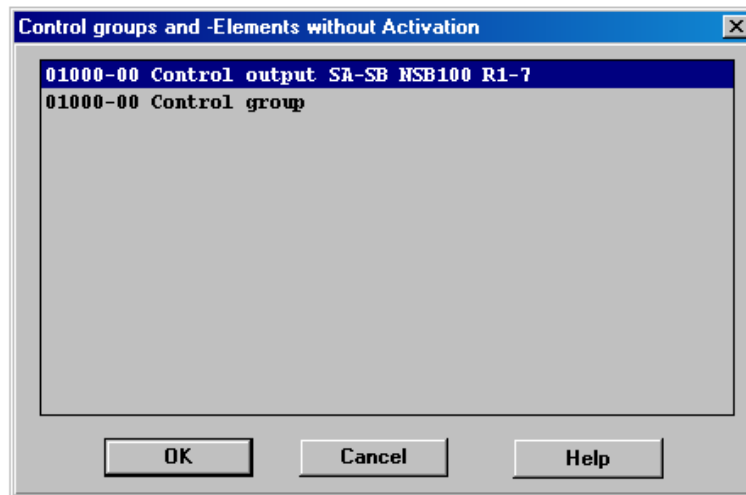 Control groups and -Elements without Activation
01000-00 Control output SA-SB NSB100 R1-7
01000-00 Control group
OK Cancel Help